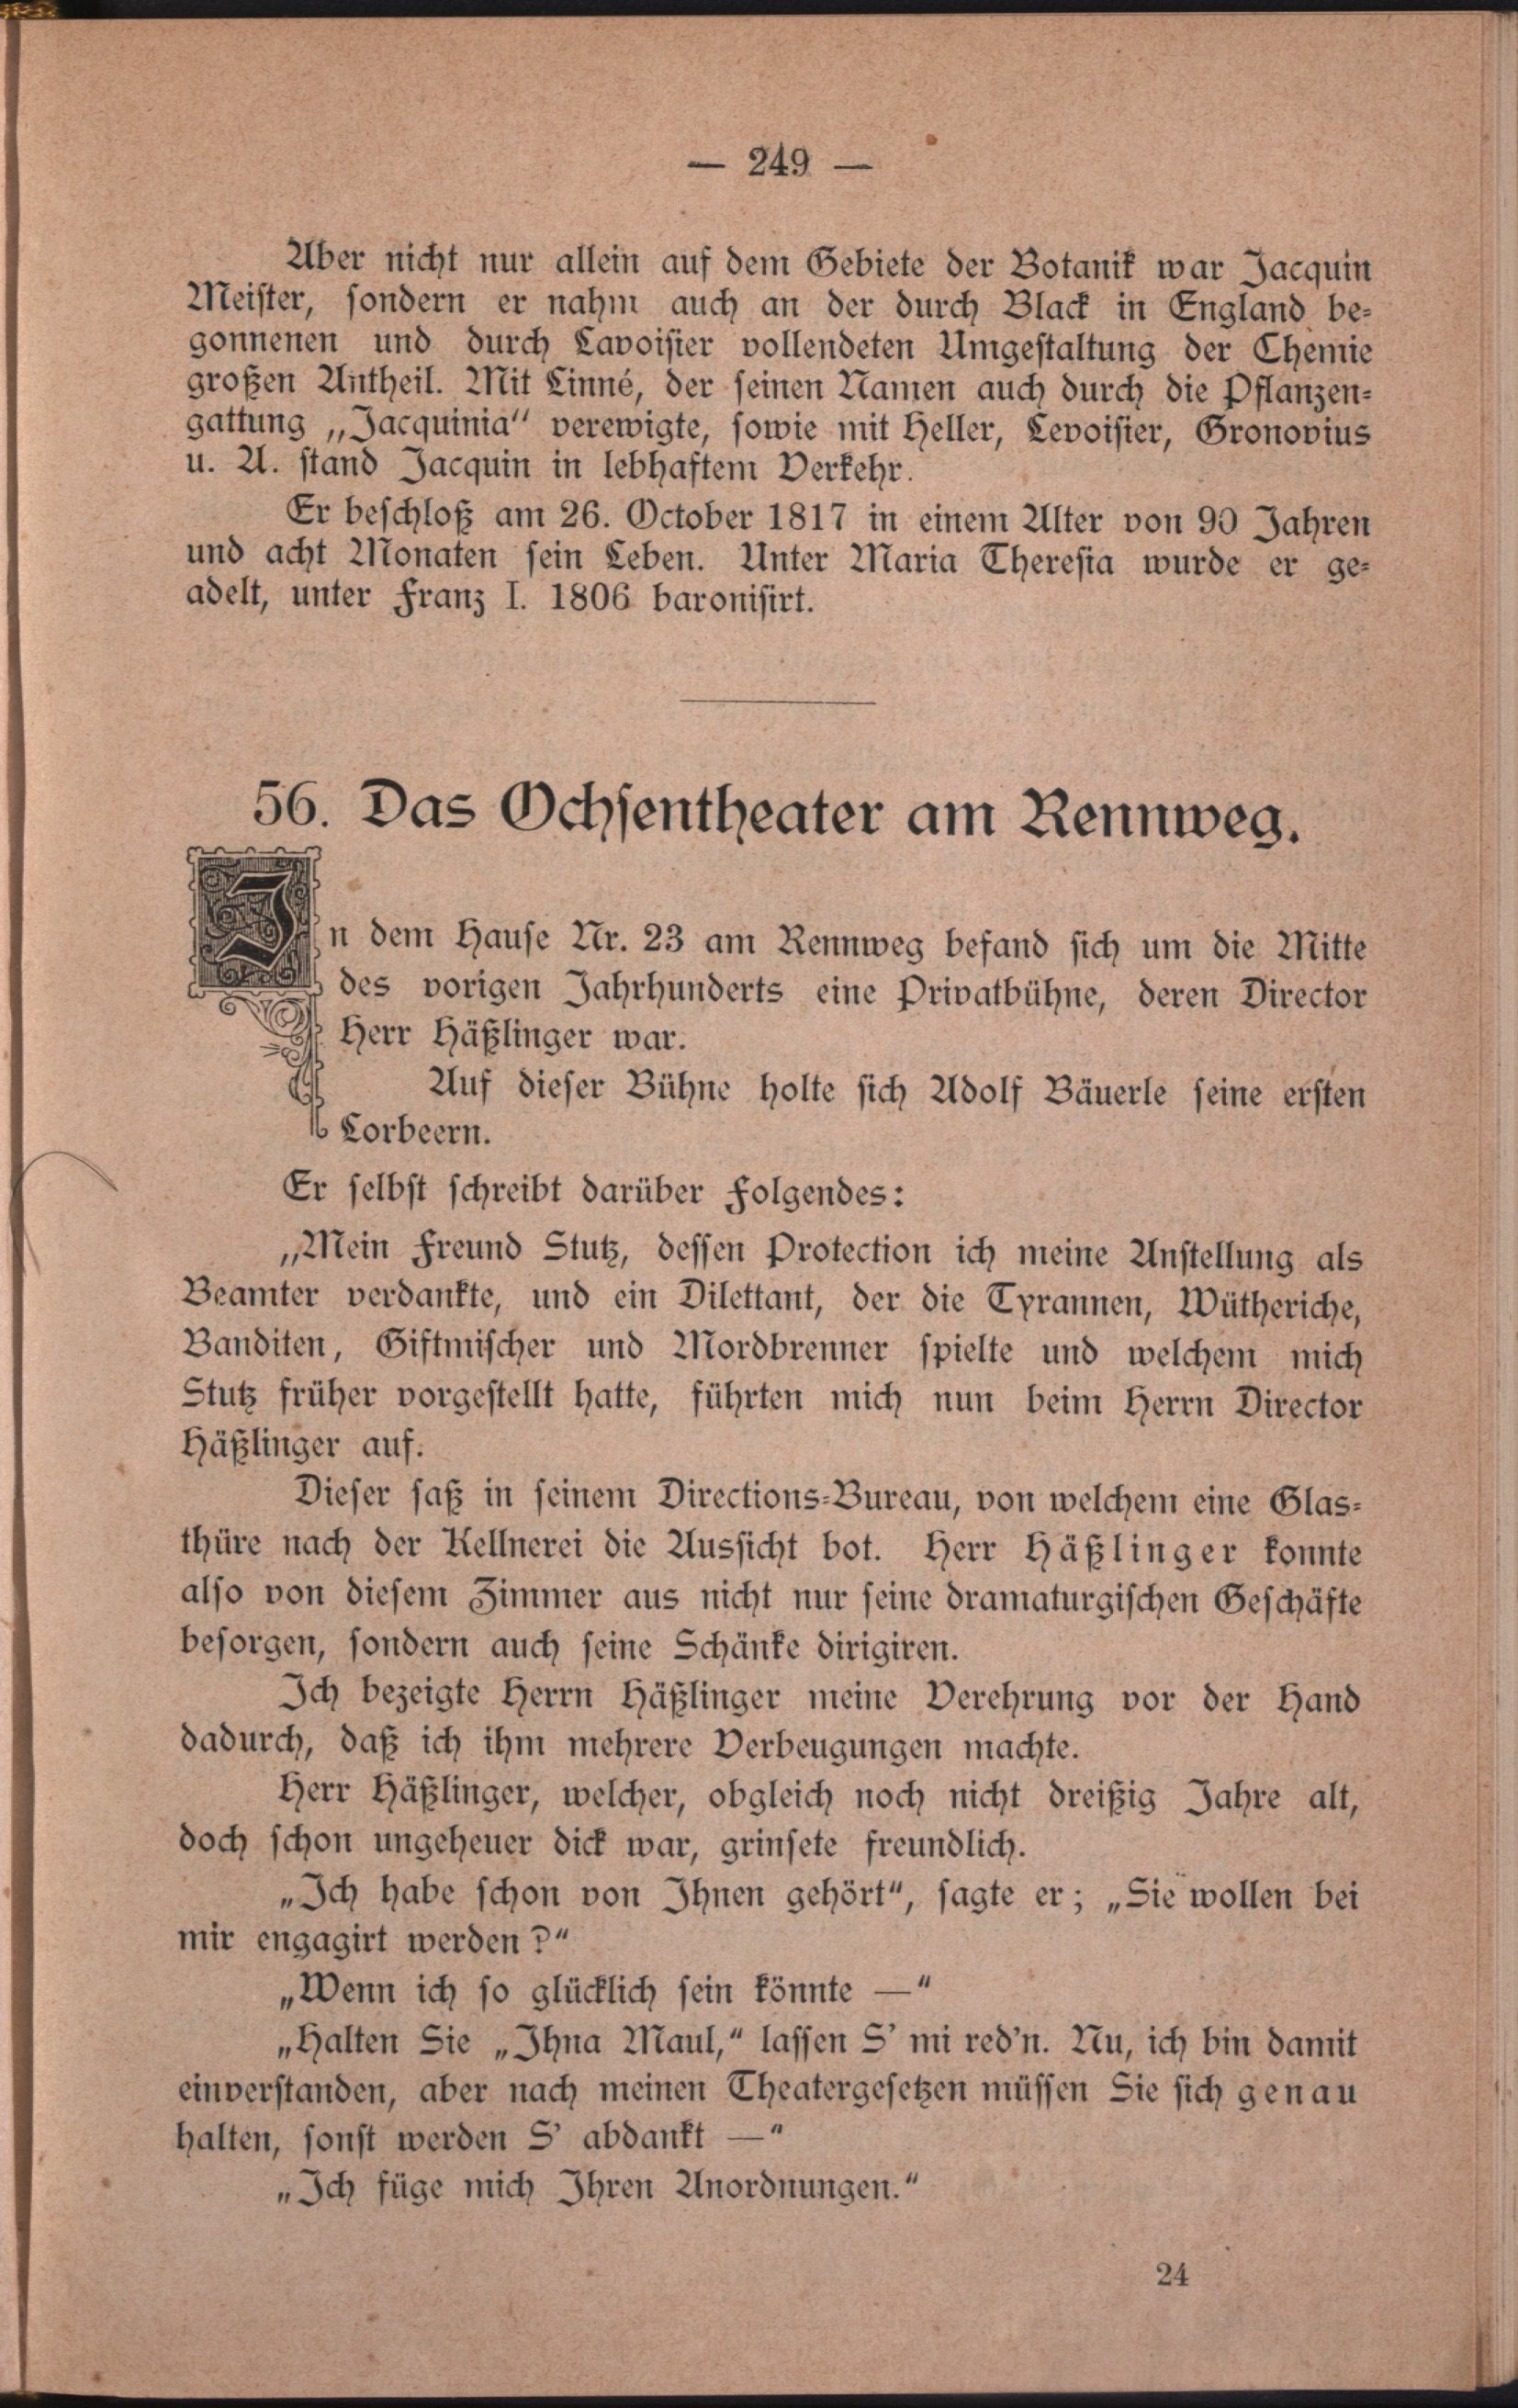 — 249 —
Aber nicht nur allein auf dem Gebiete der Botanik war Jacquin
Meister, sondern er nahm auch an der durch Black in England be-
gonnenen und durch Lavoisier vollendeten Umgestaltung der Chemie
großen Antheil. Mit Linné, der seinen Namen auch durch die Pflanzen-
gattung „Jacquinia“ verewigte, sowie mit Heller, Levoisier, Gronovius
u. A. stand Jacquin in lebhaftem Verkehr.
Er beschloß am 26. October 1817 in einem Alter von 90 Jahren
und acht Monaten sein Leben. Unter Maria Theresia wurde er ge-
adelt, unter Franz I. 1806 baronisirt.
56. Das Ochsentheater am Rennweg.
In dem Hause Nr. 23 am Rennweg befand sich um die Mitte
des vorigen Jahrhunderts eine Privatbühne, deren Director
Herr Häßlinger war.
Auf dieser Bühne holte sich Adolf Bäuerle seine ersten
Lorbeern.
Er selbst schreibt darüber Folgendes:
„Mein Freund Stutz, dessen Protection ich meine Anstellung als
Beamter verdankte, und ein Dilettant, der die Tyrannen, Wütheriche,
Banditen, Giftmischer und Mordbrenner spielte und welchem mich
Stutz früher vorgestellt hatte, führten mich nun beim Herrn Director
Häßlinger auf.
Dieser saß in seinem Directions-Bureau, von welchem eine Glas-
thüre nach der Kellnerei die Aussicht bot. Herr Häßlinger konnte
also von diesem Zimmer aus nicht nur seine dramaturgischen Geschäfte
besorgen, sondern auch seine Schänke dirigiren.
Ich bezeigte Herrn Häßlinger meine Verehrung vor der Hand
dadurch, daß ich ihm mehrere Verbeugungen machte.
Herr Häßlinger, welcher, obgleich noch nicht dreißig Jahre alt,
doch schon ungeheuer dick war, grinsete freundlich.
„Ich habe schon von Ihnen gehört“, sagte er; „Sie wollen bei
mir engagirt werden?“
„Wenn ich so glücklich sein könnte —“
„Halten Sie „Ihna Maul,“ lassen S’ mi red’n. Nu, ich bin damit
einverstanden, aber nach meinen Theatergesetzen müssen Sie sich genau
halten, sonst werden S’ abdankt —“
„Ich füge mich Ihren Anordnungen.“
24